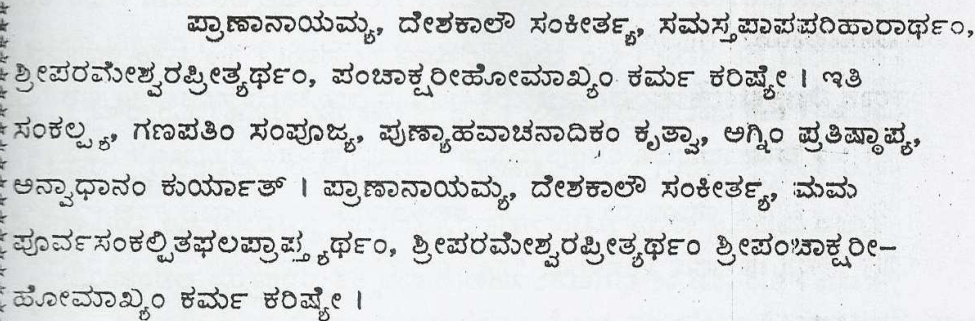 ಪ್ರಾಣಾನಾಯಮ್ಯ, ದೇಶಕಾಲೌ ಸಂಕೀರ್ತ್ಯ, ಸಮಸ್ತಪಾಪಪರಿಹಾರಾರ್ಥಂ,
ಶ್ರೀಪರಮೇಶ್ವರಪ್ರೀತ್ಯರ್ಥಂ, ಪಂಚಾಕ್ಷರೀಹೋಮಾಖ್ಯಂ ಕರ್ಮ ಕರಿಷ್ಯೇ । ಇತಿ
ಸಂಕಲ್ಪ್ಯ, ಗಣಪತಿಂ ಸಂಪೂಜ್ಯ, ಪುಣ್ಯಾಹವಾಚನಾದಿಕಂ ಕೃತ್ವಾ, ಅಗ್ನಿಂ ಪ್ರತಿಷ್ಠಾಪ್ಯ,
ಅನ್ವಾಧಾನಂ ಕುರ್ಯಾತ್ । ಪ್ರಾಣಾನಾಯಮ್ಯ, ದೇಶಕಾಲೌ ಸಂಕೀರ್ತ್ಯ, ಮಮ
ಪೂರ್ವಸಂಕಲ್ಪಿತಫಲಪ್ರಾಪ್ತ್ಯರ್ಥಂ, ಶ್ರೀಪರಮೇಶ್ವರಪ್ರೀತ್ಯರ್ಥಂ ಶ್ರೀಪಂಚಾಕ್ಷರೀ–
ಹೋಮಾಖ್ಯಂ ಕರ್ಮ ಕರಿಷ್ಯೇ ।